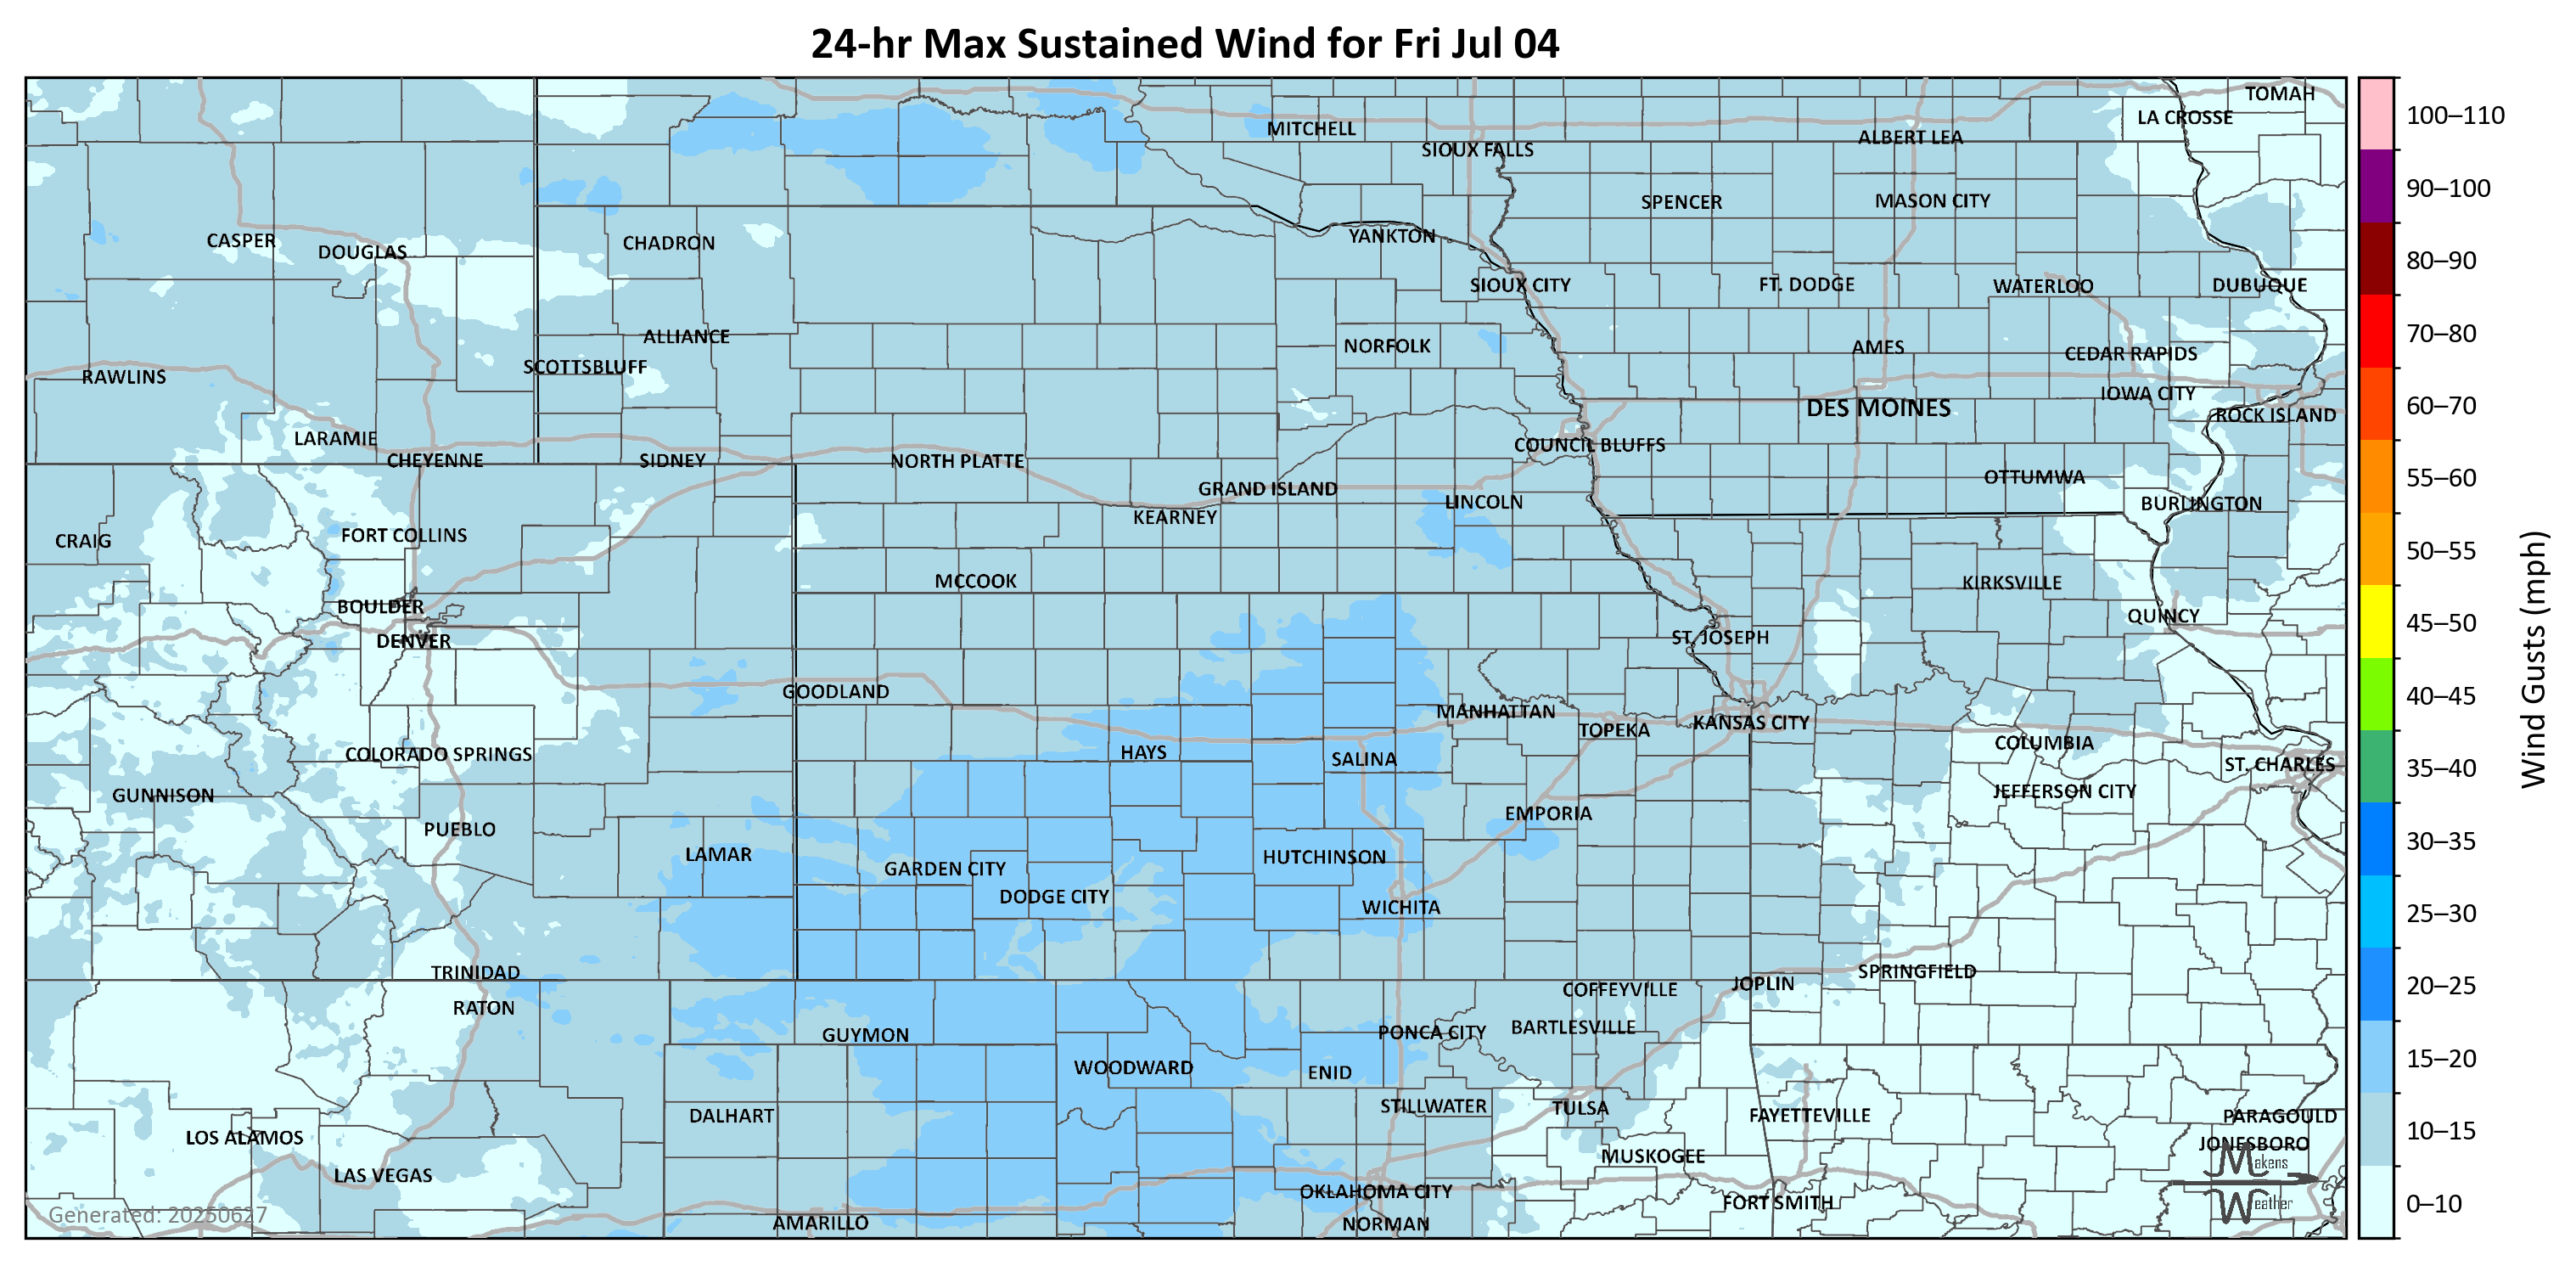 24-hr Max Sustained Wind for Fri Jul 04
TOMAH
LA CROSSE
MITCHELL
ALBERT LEA
SIOUX FALLS
SPENCER
MASON CITY
CASPER
DOUGLAS
CHADRON
YANKTON
SIOUX CITY
FT. DODGE
WATERLOO
DUBUQUE
ALLIANCE
NORFOLK
AMES
CEDAR RAPIDS
SCOTTSBLUFF
RAWLINS
IOWA CITY
DES MOINES
ROCK ISLAND
LARAMIE
COUNCIL BLUFFS
CHEYENNE
SIDNEY
NORTH PLATTE
OTTUMWA
GRAND ISLAND
LINCOLN
BURLINGTON
KEARNEY
CRAIG
FORT COLLINS
MCCOOK
KIRKSVILLE
BOULDER
QUINCY
DENVER
ST. JOSEPH
GOODLAND
MANHATTAN
TOPEKA
KANSAS CITY
COLUMBIA
COLORADO SPRINGS
HAYS
SALINA
ST. CHARLES
GUNNISON
JEFFERSON CITY
PUEBLO
EMPORIA
LAMAR
GARDEN CITY
HUTCHINSON
DODGE CITY
WICHITA
TRINIDAD
SPRINGFIELD
JOPLIN
COFFEYVILLE
RATON
GUYMON
PONCA CITY
BARTLESVILLE
WOODWARD
ENID
DALHART
STILLWATER
TULSA
FAYETTEVILLE
PARAGOULD
LOS ALAMOS
JONESBORO
LAS VEGAS
MUSKOGEE
OKLAHOMA CITY
FORT SMITH
AMARILLO
NORMAN
Generated: 20250627
Makens
Weather
100–110
90–100
80–90
70–80
60–70
55–60
50–55
45–50
40–45
35–40
30–35
25–30
20–25
15–20
10–15
0–10
Wind Gusts (mph)